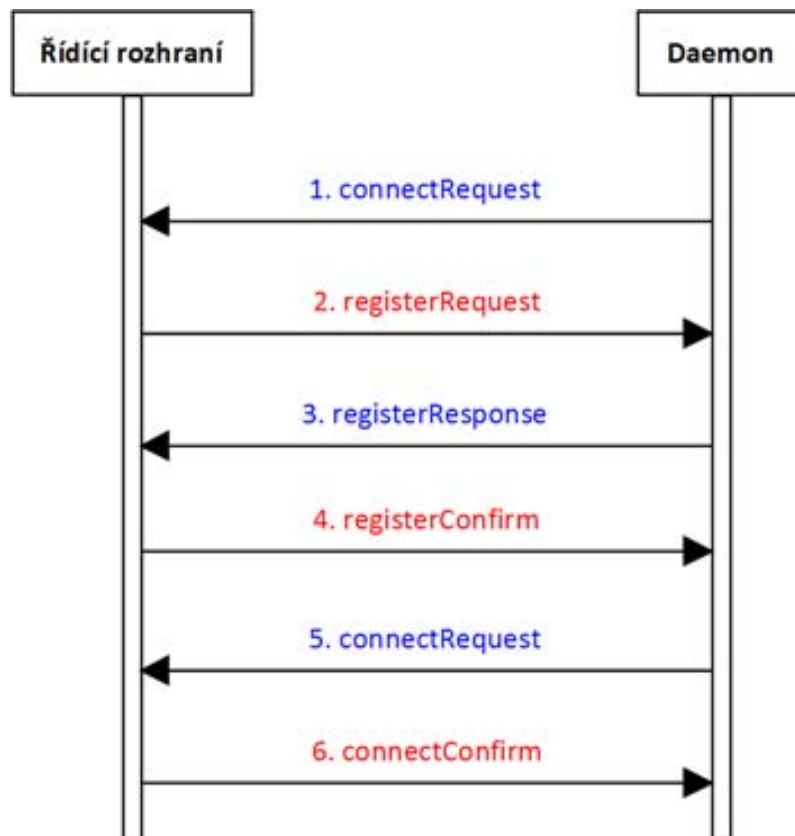 Řídící rozhraní
Daemon
1. connectRequest
2. registerRequest
3. registerResponse
4. registerConfirm
5. connectRequest
6. connectConfirm